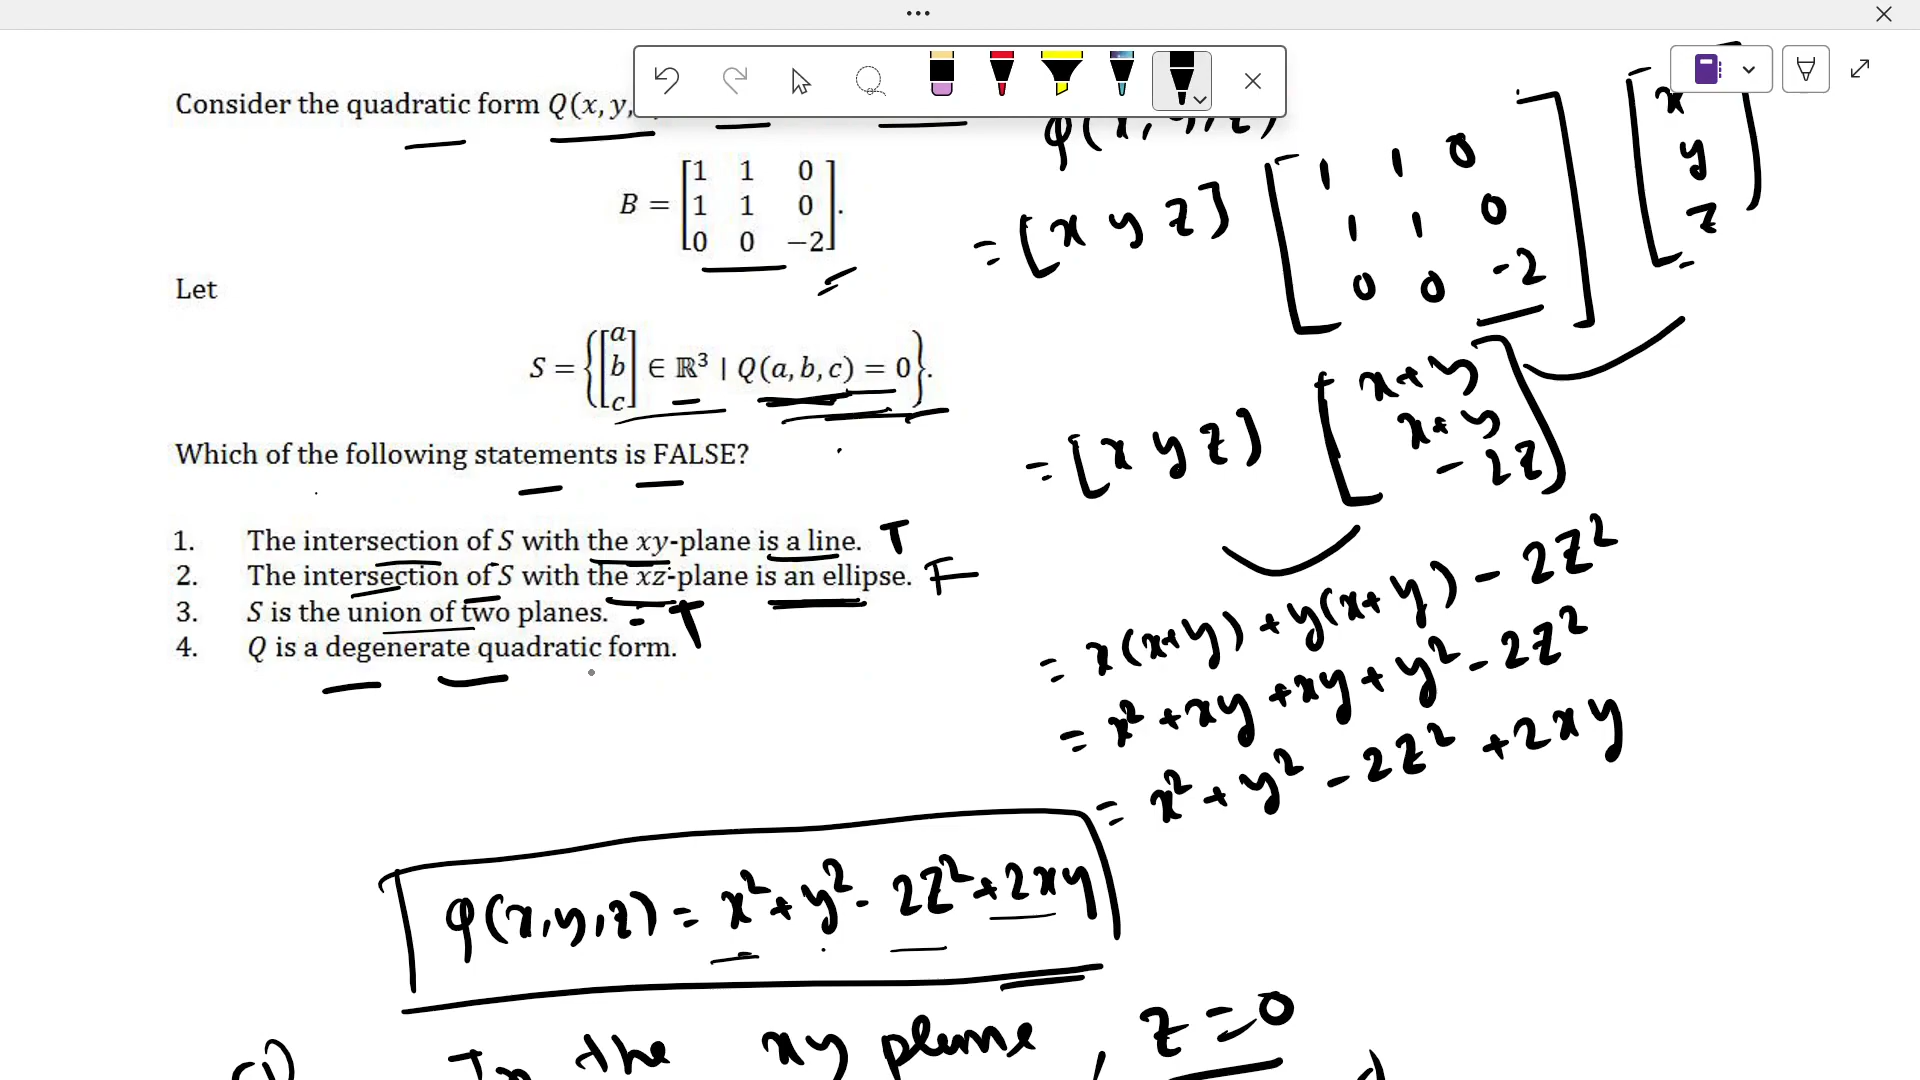 Consider the quadratic form Q(x, y,
B = [1 1 0
1 1 0
0 0 −2].
Let
S = {[a b c] ∈ ℝ³ | Q(a, b, c) = 0}.
Which of the following statements is FALSE?
1. The intersection of S with the xy-plane is a line. T
2. The intersection of S with the xz-plane is an ellipse. F
3. S is the union of two planes. - T
4. Q is a degenerate quadratic form.
φ(x, y, z)
= [x y z] [1 1 0
1 1 0
0 0 -2] [x
y
z]
= [x y z] [x+y
x+y
-2z]
= x(x+y) + y(x+y) - 2z²
= x² + xy + xy + y² - 2z²
= x² + y² - 2z² + 2xy
φ(x,y,z) = x² + y² - 2z² + 2xy
(1) In the xy plane, z = 0